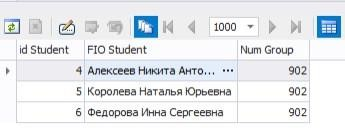 1000
id Student FIO Student Num Group
4 Алексеев Никита Анто... ... 902
5 Королева Наталья Юрьевна 902
6 Федорова Инна Сергеевна 902